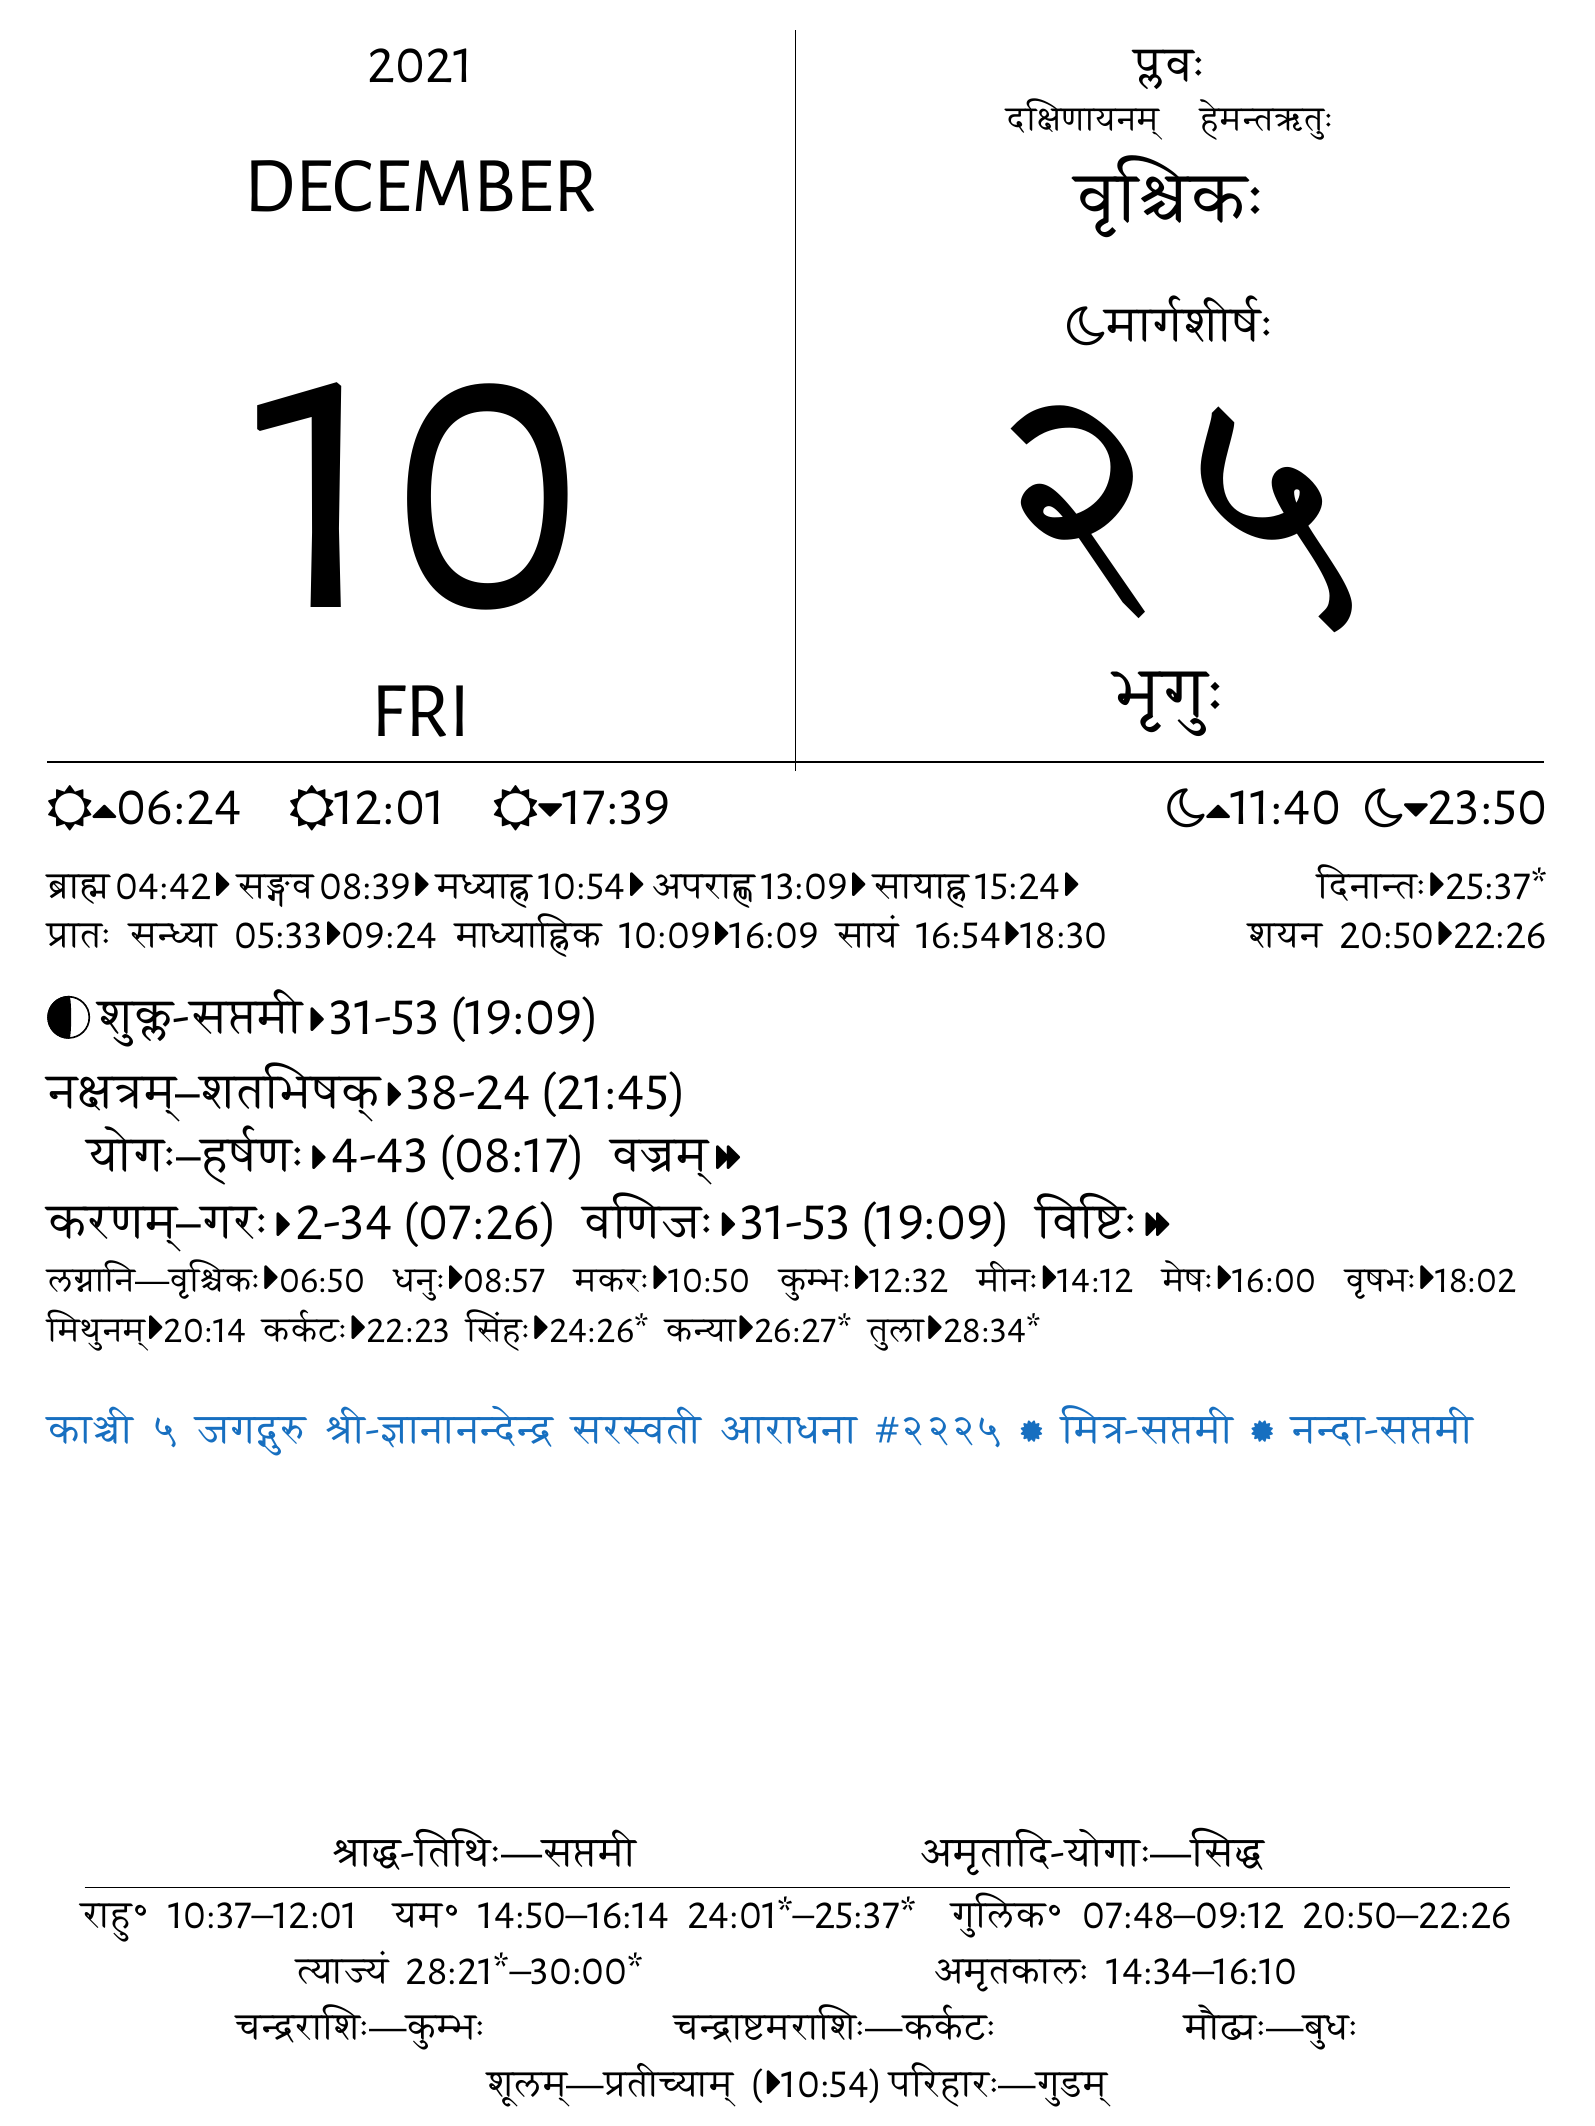 2021
DECEMBER
10
FRI
प्लवः
दक्षिणायनम् हेमन्तऋतुः
वृश्चिकः
मार्गशीर्षः
२५
भृगुः
06:24 12:01 17:39 11:40 23:50
ब्राह्म 04:42 सङ्गव 08:39 मध्याह्न 10:54 अपराह्ण 13:09 सायाह्न 15:24 दिनान्तः 25:37*
प्रातः सन्ध्या 05:33 09:24 माध्याह्निक 10:09 16:09 सायं 16:54 18:30 शयन 20:50 22:26
शुक्ल-सप्तमी 31-53 (19:09)
नक्षत्रम्–शतभिषक् 38-24 (21:45)
योगः–हर्षणः 4-43 (08:17) वज्रम्
करणम्–गरः 2-34 (07:26) वणिजः 31-53 (19:09) विष्टिः
लग्नानि—वृश्चिकः 06:50 धनुः 08:57 मकरः 10:50 कुम्भः 12:32 मीनः 14:12 मेषः 16:00 वृषभः 18:02
मिथुनम् 20:14 कर्कटः 22:23 सिंहः 24:26* कन्या 26:27* तुला 28:34*
काञ्ची ५ जगद्गुरु श्री-ज्ञानानन्देन्द्र सरस्वती आराधना #२२२५ ✹ मित्र-सप्तमी ✹ नन्दा-सप्तमी
श्राद्ध-तिथिः—सप्तमी अमृतादि-योगाः—सिद्ध
राहु॰ 10:37–12:01 यम॰ 14:50–16:14 24:01*–25:37* गुलिक॰ 07:48–09:12 20:50–22:26
त्याज्यं 28:21*–30:00* अमृतकालः 14:34–16:10
चन्द्रराशिः—कुम्भः चन्द्राष्टमराशिः—कर्कटः मौढ्यः—बुधः
शूलम्—प्रतीच्याम् (10:54) परिहारः—गुडम्